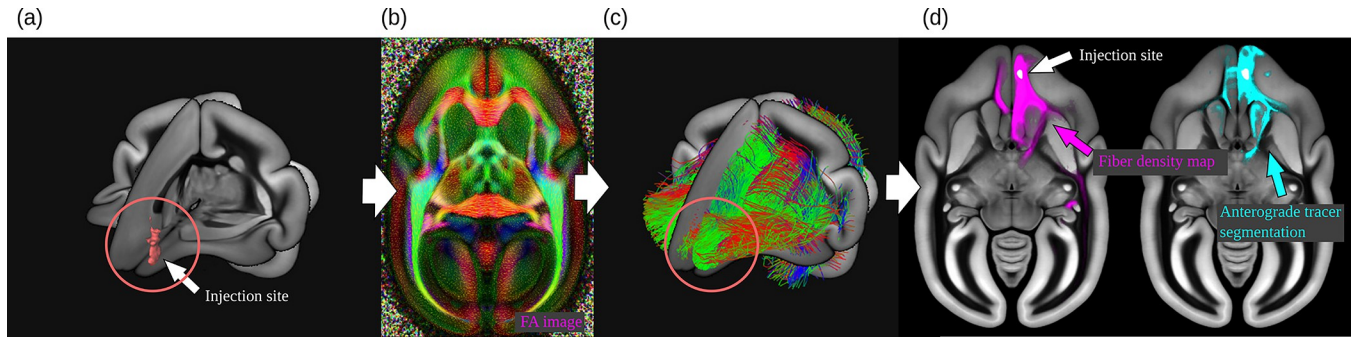 (a)
(b)
(c)
(d)
Injection site
FA image
Injection site
Fiber density map
Anterograde tracer
segmentation